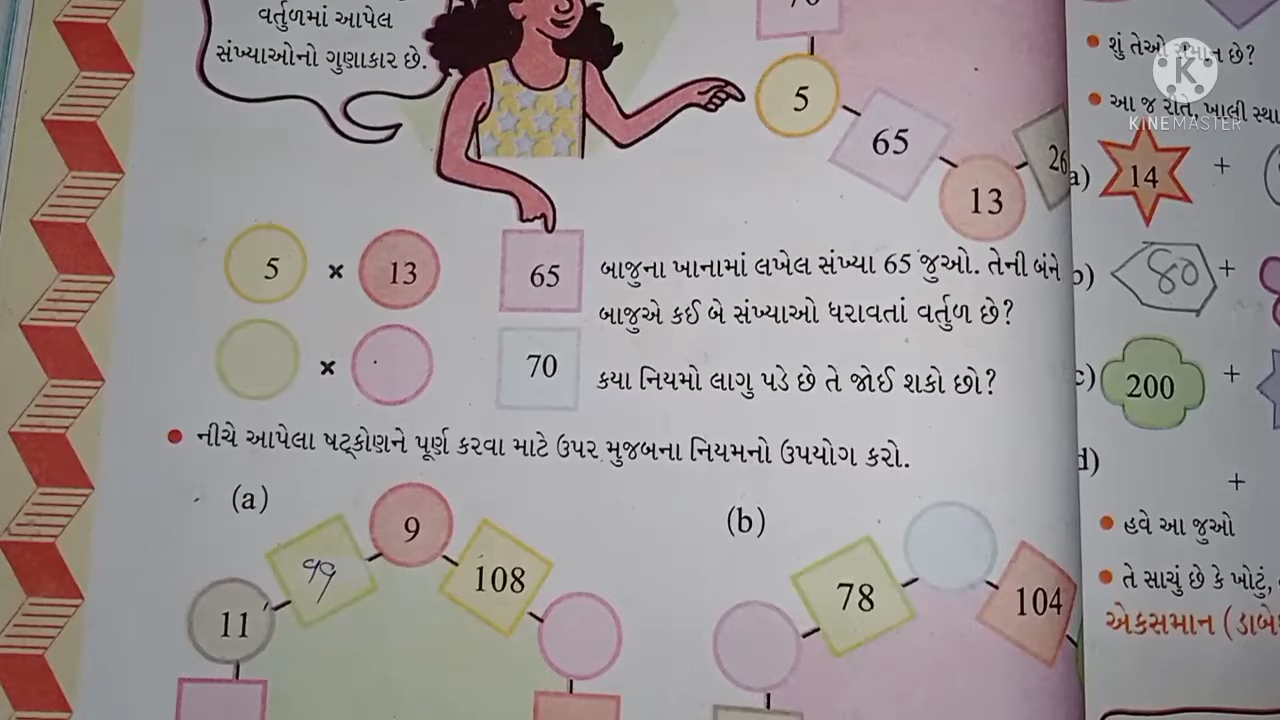 વર્તુળમાં આપેલ
સંખ્યાઓનો ગુણાકાર છે.
5
65
13
26
5 × 13 65
બાજુના ખાનામાં લખેલ સંખ્યા 65 જુઓ. તેની બંને
બાજુએ કઈ બે સંખ્યાઓ ધરાવતાં વર્તુળ છે?
× 70
કયા નિયમો લાગુ પડે છે તે જોઈ શકો છો?
• નીચે આપેલા ષટ્કોણને પૂર્ણ કરવા માટે ઉપર મુજબના નિયમનો ઉપયોગ કરો.
(a)
9
99
108
11
(b)
78
104
• શું તેઓ સમાન છે?
• આ જ રીતે, ખાલી
KINEMASTER
a) 14 +
b) 80 +
c) 200 +
d) +
• હવે આ જુઓ
• તે સાચું છે કે ખોટું,
એકસમાન